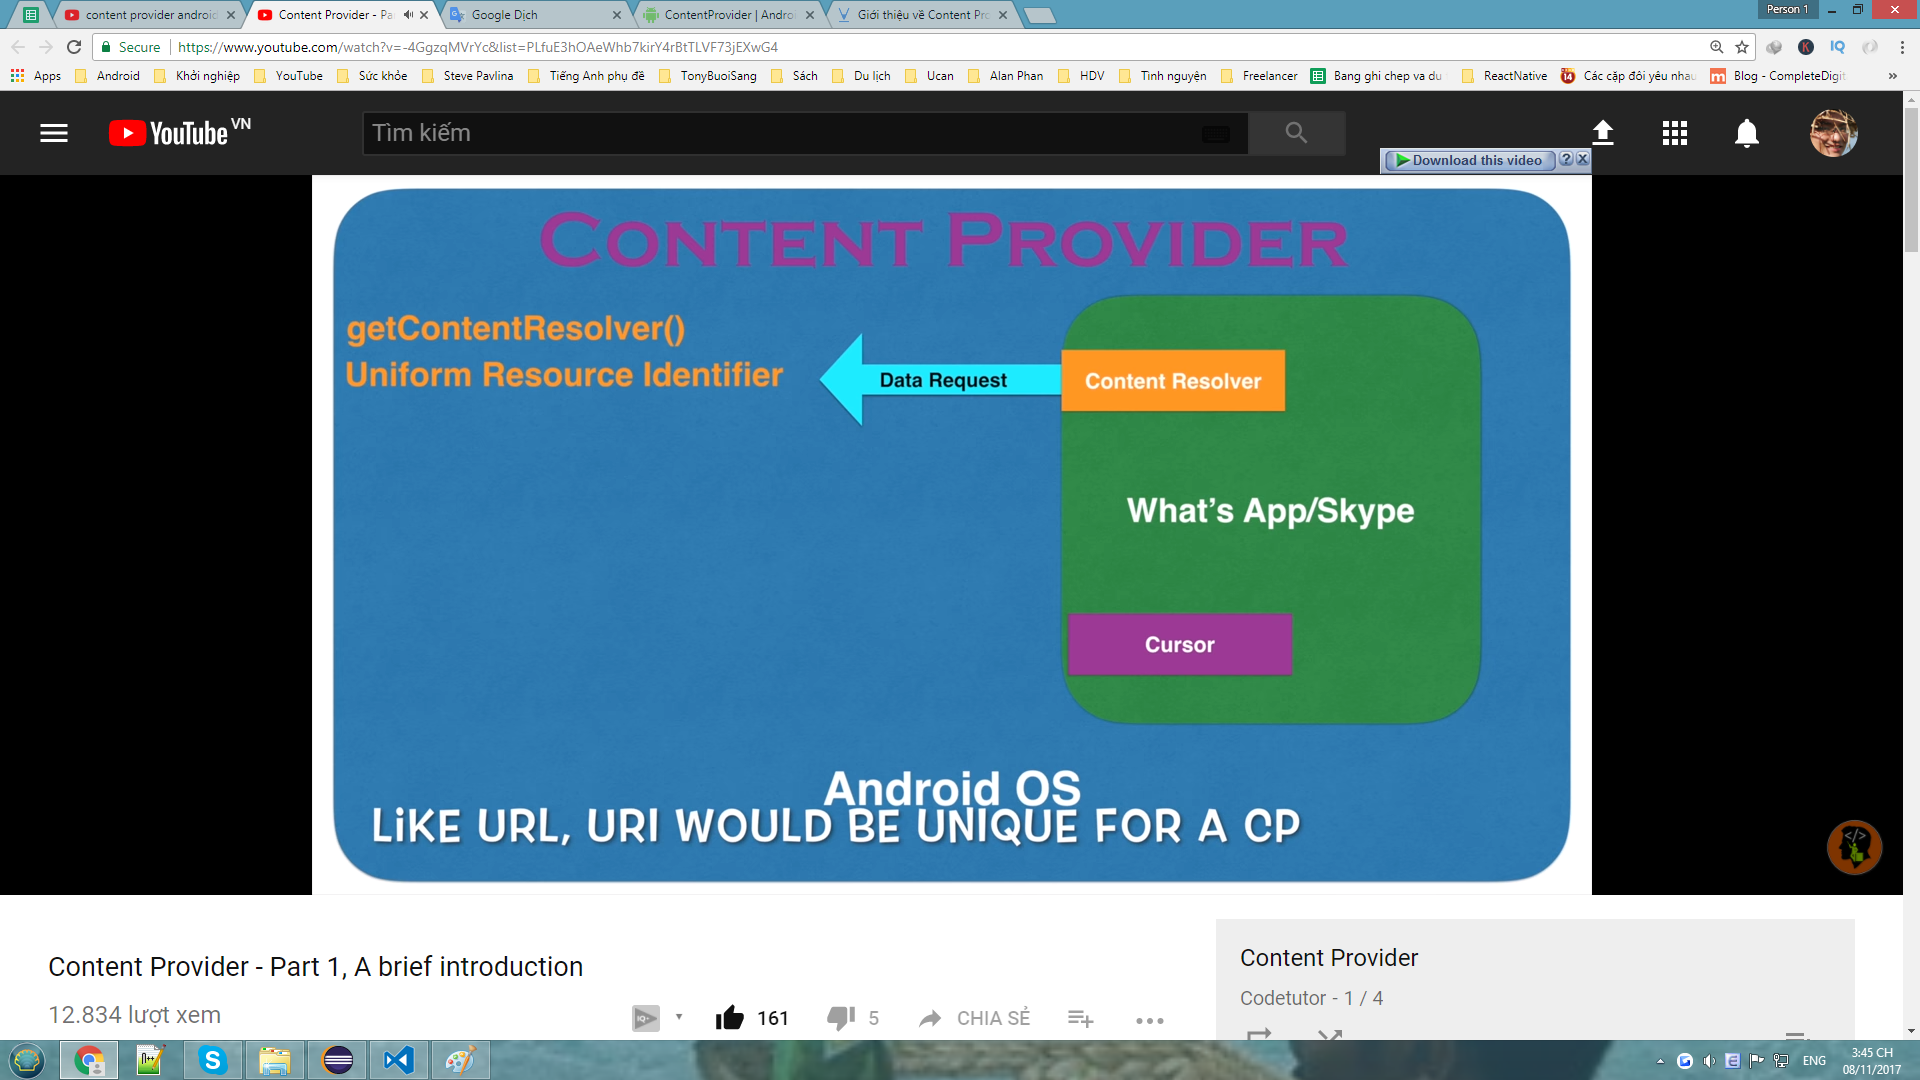 content provider android
Content Provider - Pa
Google Dịch
ContentProvider | Andro
Giới thiệu về Content Pro
Person 1
Secure
https://www.youtube.com/watch?v=-4GgzqMVrYc&list=PLfuE3hOAeWhb7kirY4rBtTLVF73jEXwG4
Apps
Android
Khởi nghiệp
YouTube
Sức khỏe
Steve Pavlina
Tiếng Anh phụ đề
TonyBuoiSang
Sách
Du lịch
Ucan
Alan Phan
HDV
Tình nguyện
Freelancer
Bang ghi chep va du
ReactNative
Các cặp đôi yêu nhau
Blog - CompleteDigit
YouTube VN
Tìm kiếm
Download this video
CONTENT PROVIDER
getContentResolver()
Uniform Resource Identifier
Data Request
Content Resolver
What's App/Skype
Cursor
Android OS
LIKE URL, URI WOULD BE UNIQUE FOR A CP
Content Provider - Part 1, A brief introduction
12.834 lượt xem
161
5
CHIA SẺ
Content Provider
Codetutor - 1 / 4
ENG
3:45 CH
08/11/2017